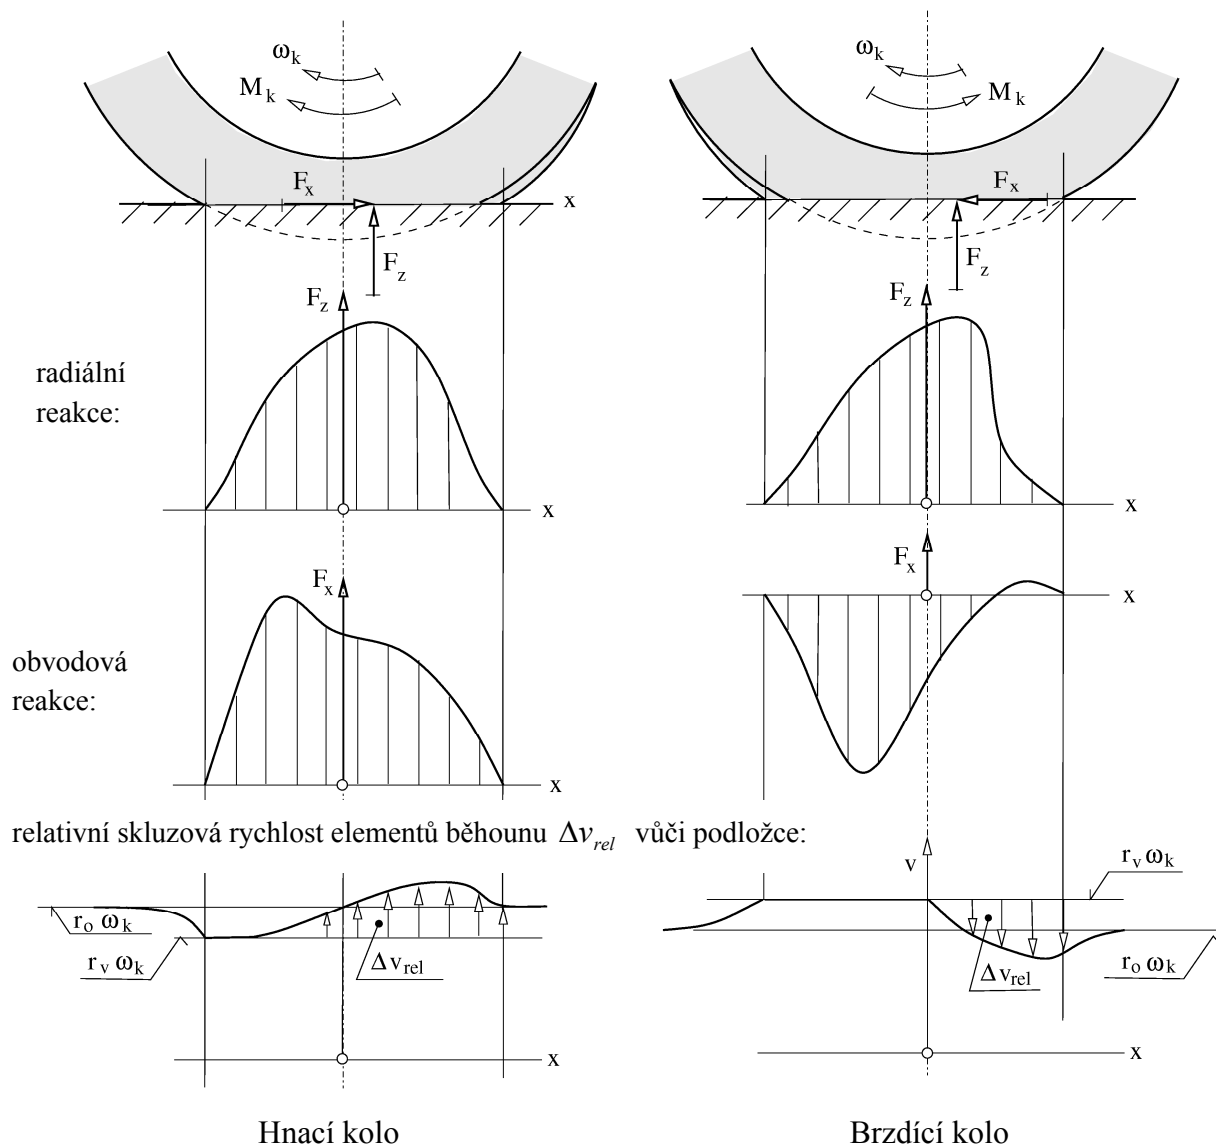 ω_k
M_k
F_x
x
F_z
F_z
x
F_x
x
r_o ω_k
r_v ω_k
Δv_rel
x
ω_k
M_k
F_x
x
F_z
F_z
x
F_x
x
v
r_v ω_k
Δv_rel
r_o ω_k
x
radiální
reakce:
obvodová
reakce:
relativní skluzová rychlost elementů běhounu Δv_rel vůči podložce:
Hnací kolo
Brzdící kolo